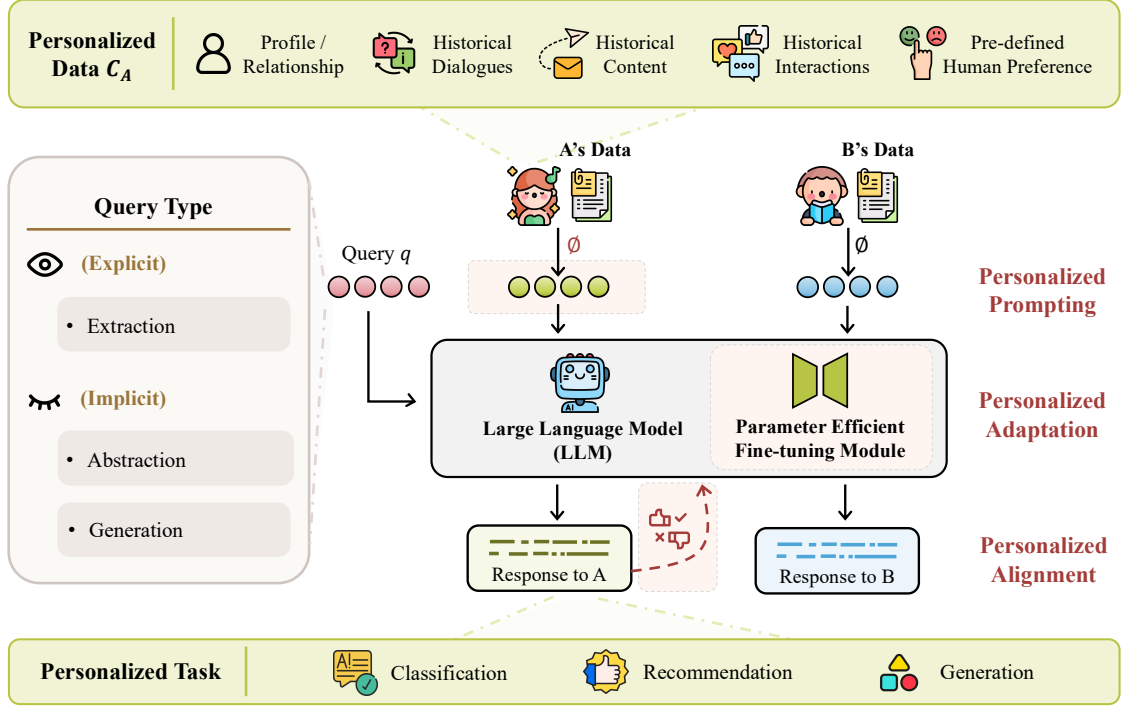 Personalized
Data C_A
Profile /
Relationship
Historical
Dialogues
Historical
Content
Historical
Interactions
Pre-defined
Human Preference
A's Data
B's Data
Query Type
(Explicit)
• Extraction
(Implicit)
• Abstraction
• Generation
Query q
∅
∅
Personalized
Prompting
Large Language Model
(LLM)
AI
Parameter Efficient
Fine-tuning Module
Personalized
Adaptation
Response to A
Response to B
Personalized
Alignment
Personalized Task
AI!
Classification
Recommendation
Generation